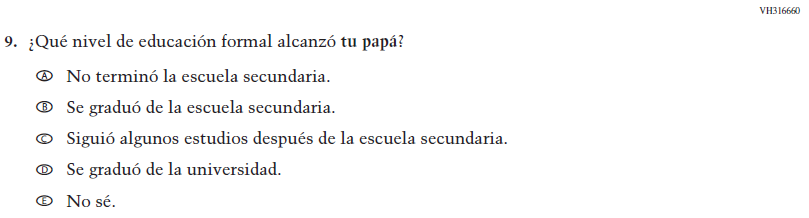 VH316660
9. ¿Qué nivel de educación formal alcanzó tu papá?
A No terminó la escuela secundaria.
B Se graduó de la escuela secundaria.
C Siguió algunos estudios después de la escuela secundaria.
D Se graduó de la universidad.
E No sé.